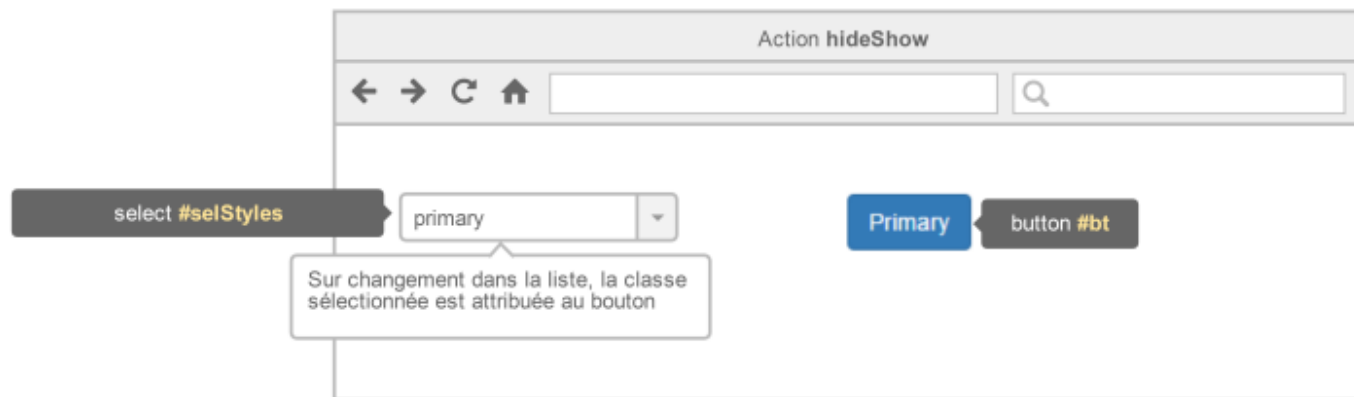 Action hideShow
select #selStyles
primary
Primary
button #bt
Sur changement dans la liste, la classe
sélectionnée est attribuée au bouton